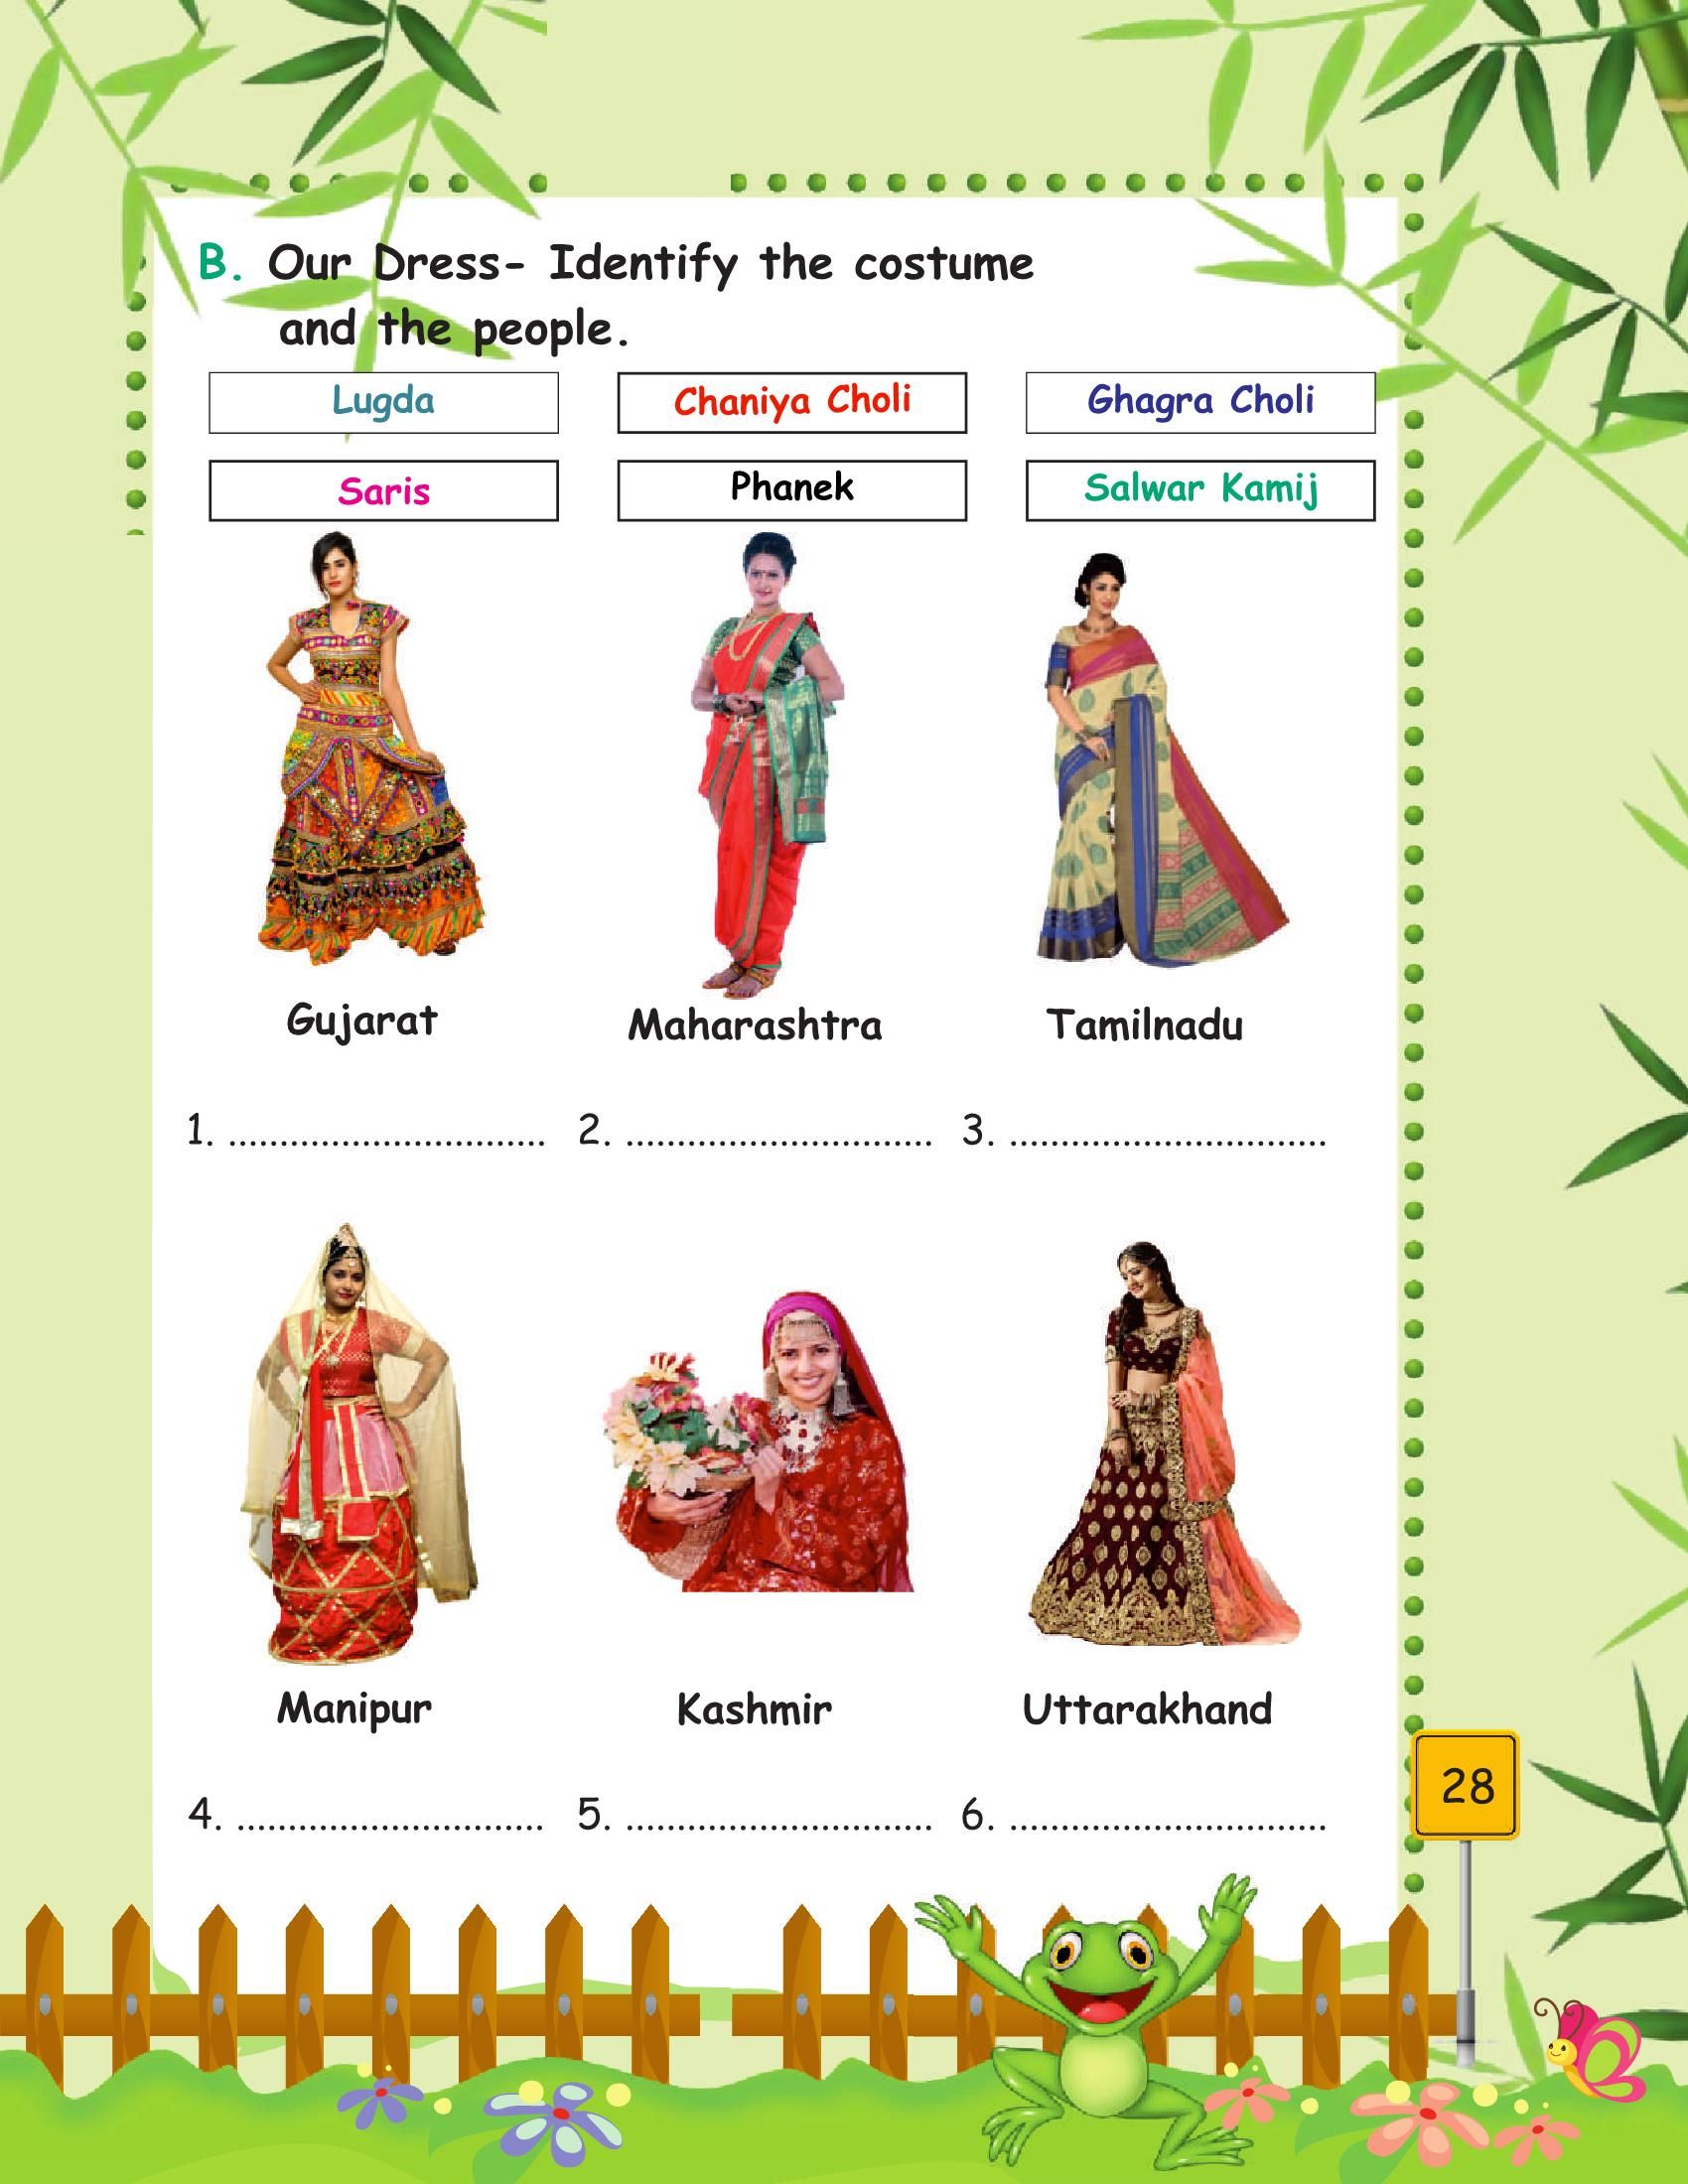 B. Our Dress- Identify the costume
and the people.
Lugda
Chaniya Choli
Ghagra Choli
Saris
Phanek
Salwar Kamij
Gujarat
Maharashtra
Tamilnadu
1. ...............................
2. ..............................
3. ...............................
Manipur
Kashmir
Uttarakhand
4. ..............................
5. ..............................
6. ...............................
28